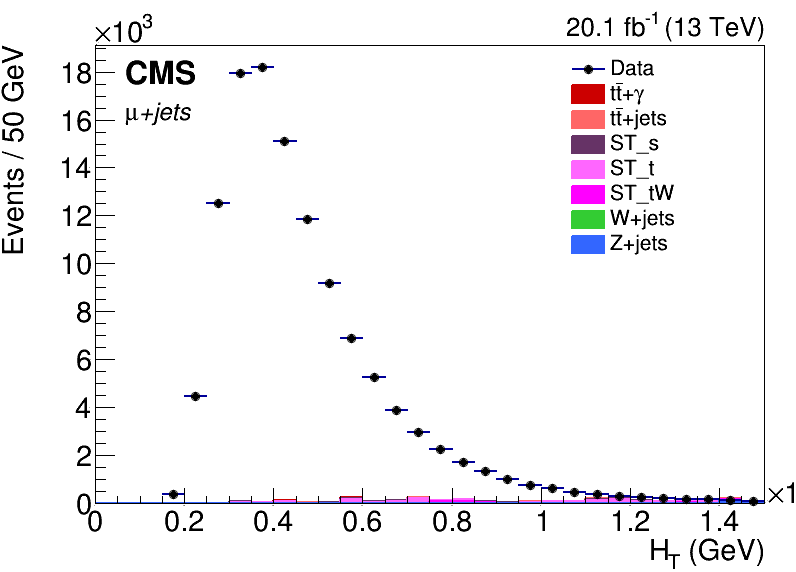 ×10³
20.1 fb⁻¹ (13 TeV)
CMS
μ+jets
Events / 50 GeV
18
16
14
12
10
8
6
4
2
0
Data
tt̄+γ
tt̄+jets
ST_s
ST_t
ST_tW
W+jets
Z+jets
0 0.2 0.4 0.6 0.8 1 1.2 1.4
×1
H_T (GeV)